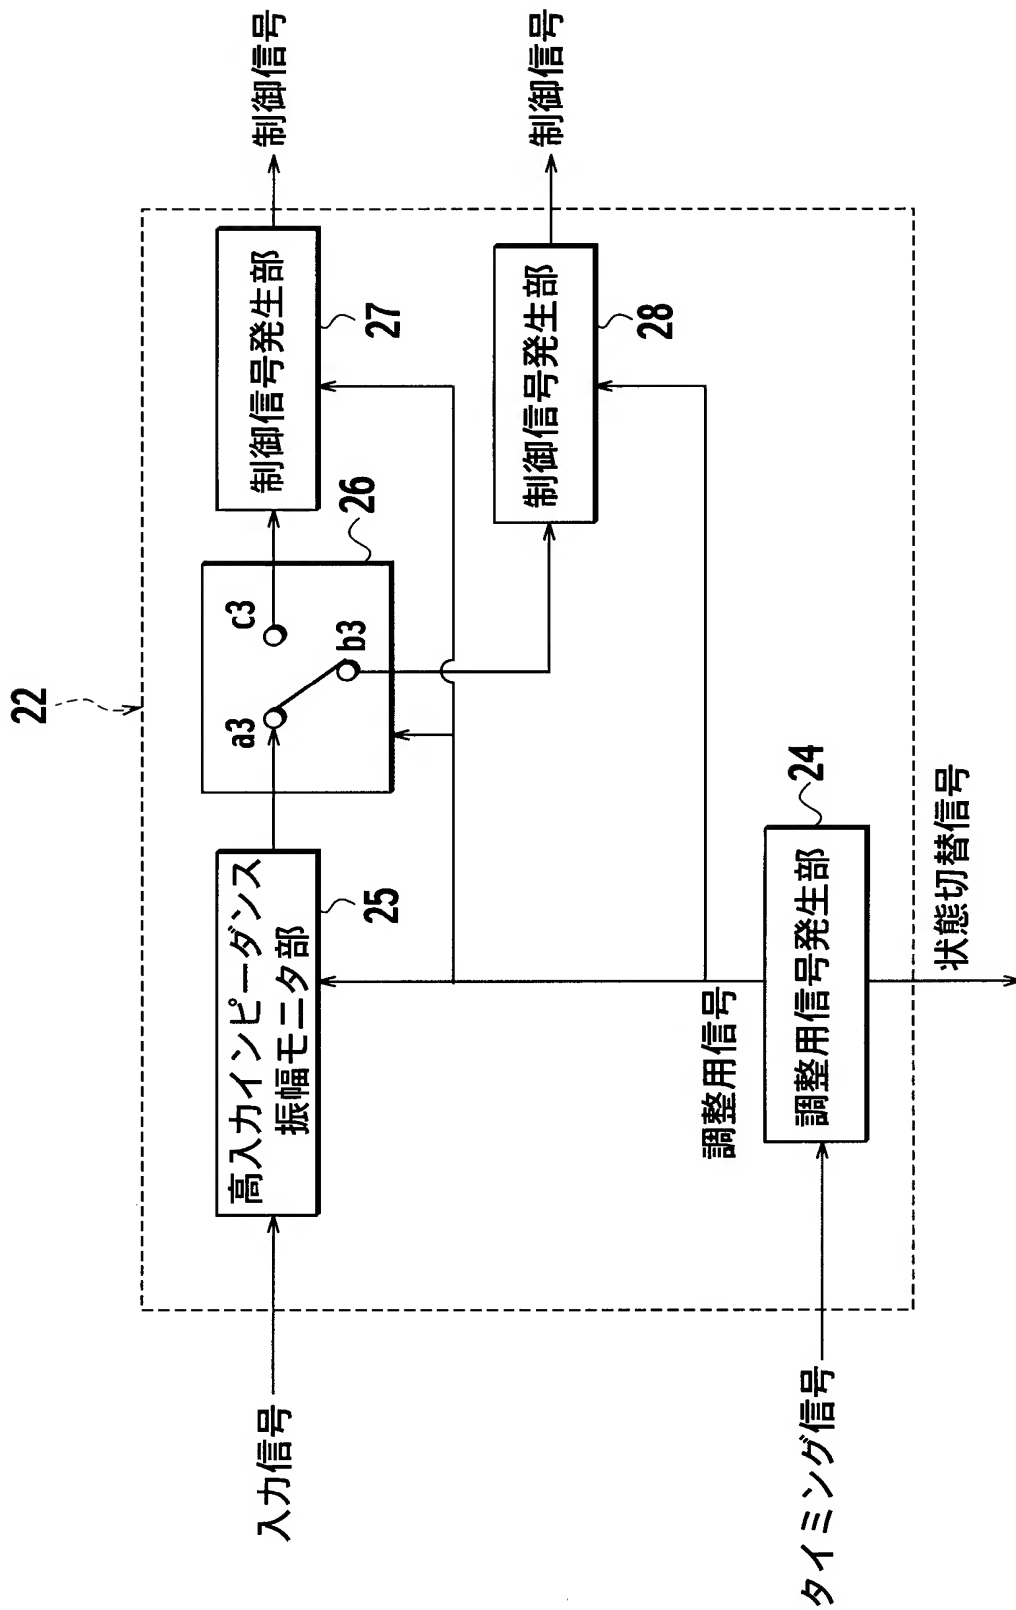 22
入力信号
高入力インピーダンス
振幅モニタ部
25
a3
b3
c3
26
制御信号発生部
27
制御信号
制御信号発生部
28
制御信号
調整用信号
タイミング信号
調整用信号発生部
24
状態切替信号